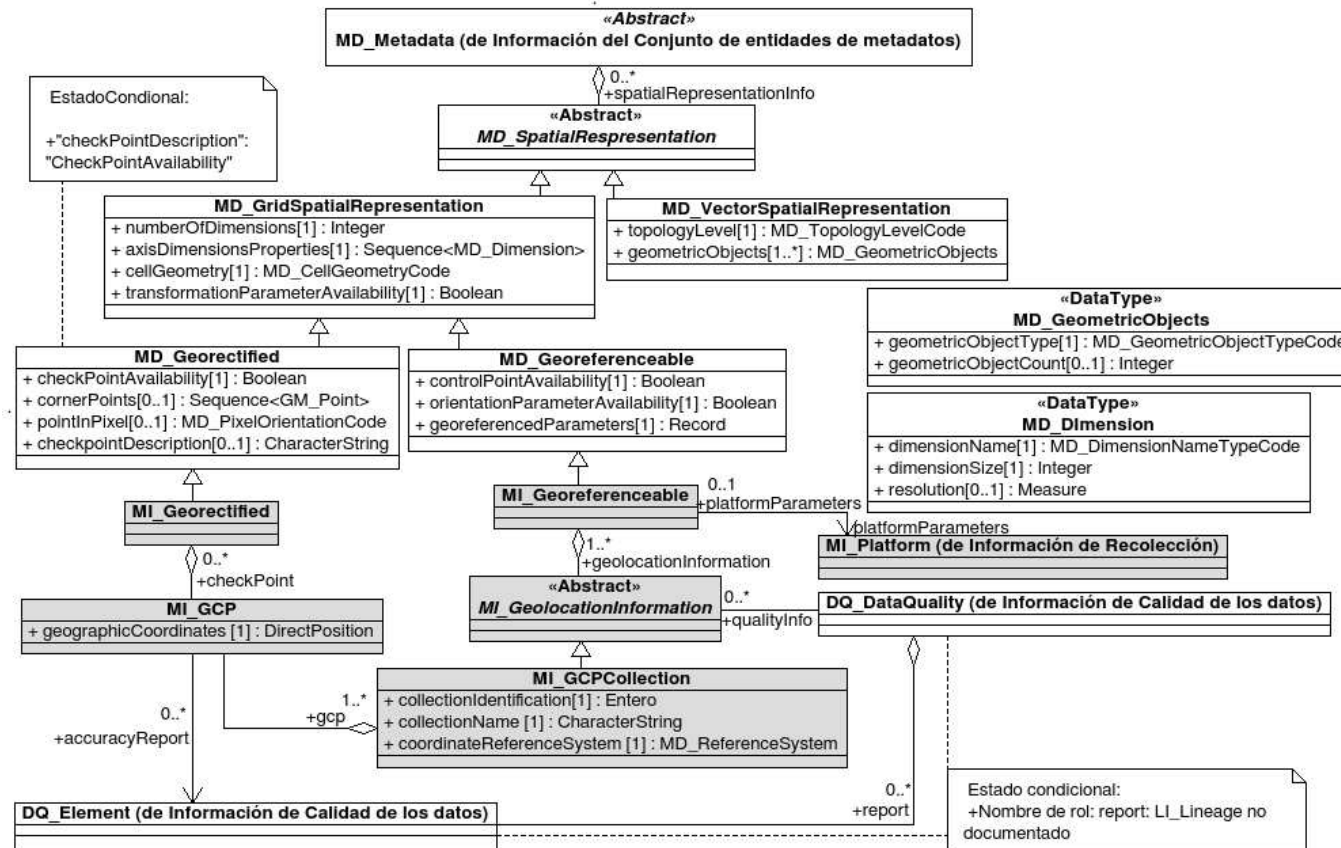 «Abstract»
MD_Metadata (de Información del Conjunto de entidades de metadatos)
0..*
+spatialRepresentationInfo
EstadoCondional:
+"checkPointDescription":
"CheckPointAvailability"
«Abstract»
MD_SpatialRespresentation
MD_GridSpatialRepresentation
+ numberOfDimensions[1] : Integer
+ axisDimensionsProperties[1] : Sequence<MD_Dimension>
+ cellGeometry[1] : MD_CellGeometryCode
+ transformationParameterAvailability[1] : Boolean
MD_VectorSpatialRepresentation
+ topologyLevel[1] : MD_TopologyLevelCode
+ geometricObjects[1..*] : MD_GeometricObjects
«DataType»
MD_GeometricObjects
+ geometricObjectType[1] : MD_GeometricObjectTypeCode
+ geometricObjectCount[0..1] : Integer
MD_Georectified
+ checkPointAvailability[1] : Boolean
+ cornerPoints[0..1] : Sequence<GM_Point>
+ pointInPixel[0..1] : MD_PixelOrientationCode
+ checkpointDescription[0..1] : CharacterString
MD_Georeferenceable
+ controlPointAvailability[1] : Boolean
+ orientationParameterAvailability[1] : Boolean
+ georeferencedParameters[1] : Record
«DataType»
MD_DImension
+ dimensionName[1] : MD_DimensionNameTypeCode
+ dimensionSize[1] : Integer
+ resolution[0..1] : Measure
MI_Georectified
MI_Georeferenceable
0..1
+platformParameters
platformParameters
MI_Platform (de Información de Recolección)
0..*
+checkPoint
1..*
+geolocationInformation
MI_GCP
+ geographicCoordinates [1] : DirectPosition
«Abstract»
MI_GeolocationInformation
0..*
+qualityInfo
DQ_DataQuality (de Información de Calidad de los datos)
MI_GCPCollection
+ collectionIdentification[1] : Entero
+ collectionName [1] : CharacterString
+ coordinateReferenceSystem [1] : MD_ReferenceSystem
1..*
+gcp
0..*
+accuracyReport
DQ_Element (de Información de Calidad de los datos)
0..*
+report
Estado condicional:
+Nombre de rol: report: LI_Lineage no
documentado